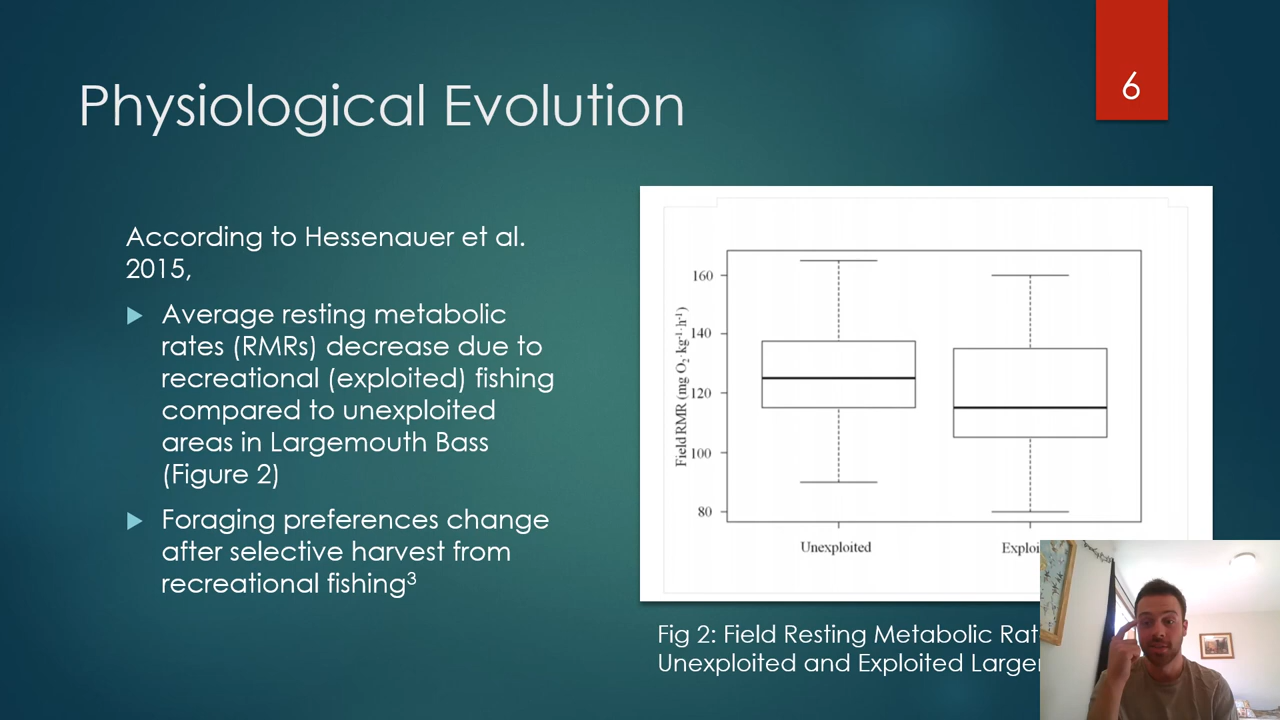 6
Physiological Evolution
According to Hessenauer et al.
2015,
Average resting metabolic
rates (RMRs) decrease due to
recreational (exploited) fishing
compared to unexploited
areas in Largemouth Bass
(Figure 2)
Foraging preferences change
after selective harvest from
recreational fishing³
Field RMR (mg O₂·kg⁻¹·h⁻¹)
160
140
120
100
80
Unexploited
Fig 2: Field Resting Metabolic
Unexploited and Exploited